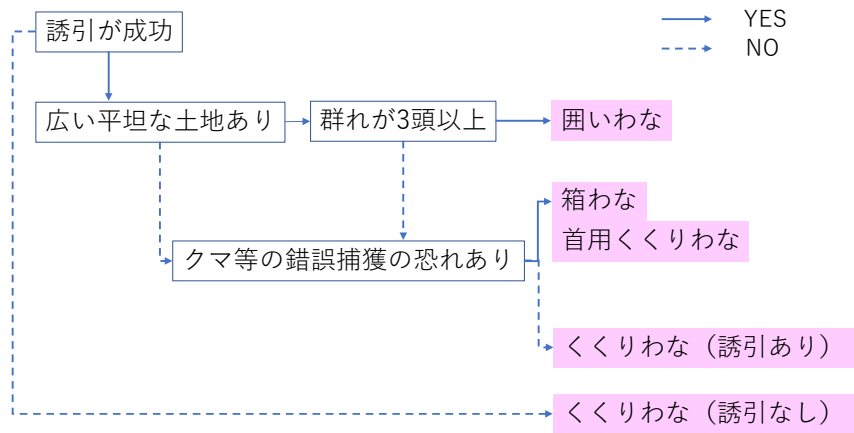 誘引が成功
YES
NO
広い平坦な土地あり
群れが3頭以上
囲いわな
箱わな
首用くくりわな
クマ等の錯誤捕獲の恐れあり
くくりわな（誘引あり）
くくりわな（誘引なし）